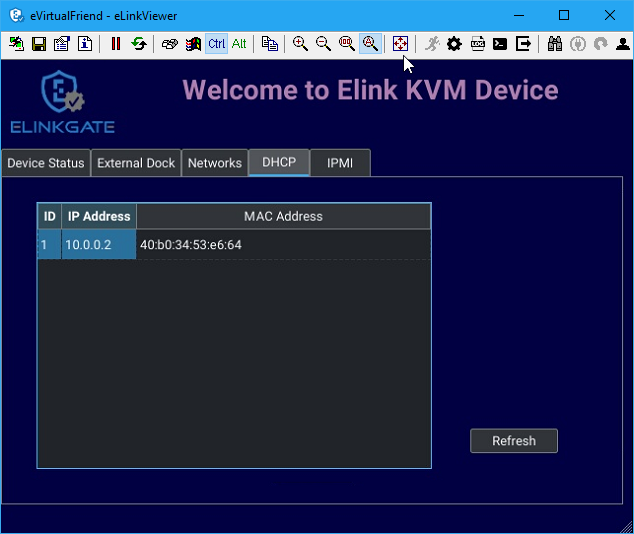 eVirtualFriend - eLinkViewer
Ctrl Alt
ELINKGATE
Welcome to Elink KVM Device
Device Status External Dock Networks DHCP IPMI
ID IP Address MAC Address
1 10.0.0.2 40:b0:34:53:e6:64
Refresh